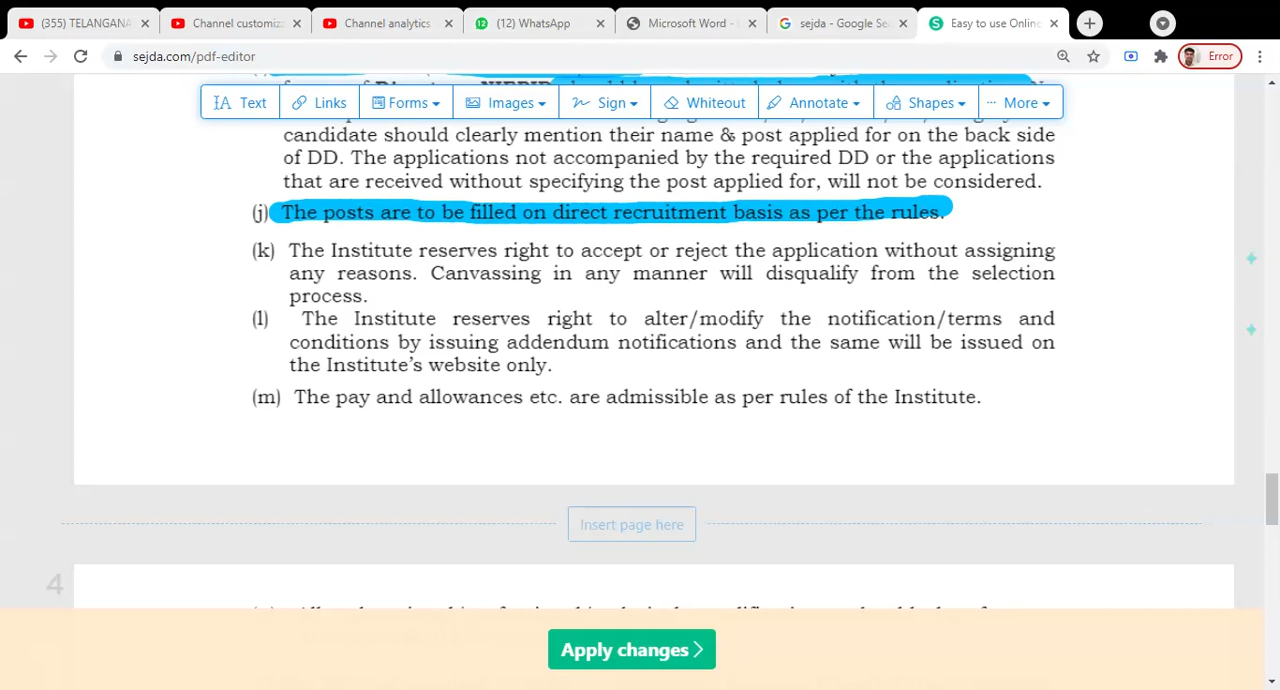 (355) TELANGANA
Channel customiz
Channel analytics
(12) WhatsApp
Microsoft Word -
sejda - Google Se
Easy to use Online
sejda.com/pdf-editor
Error
Text
Links
Forms
Images
Sign
Whiteout
Annotate
Shapes
More
candidate should clearly mention their name & post applied for on the back side
of DD. The applications not accompanied by the required DD or the applications
that are received without specifying the post applied for, will not be considered.
(j) The posts are to be filled on direct recruitment basis as per the rules.
(k) The Institute reserves right to accept or reject the application without assigning
any reasons. Canvassing in any manner will disqualify from the selection
process.
(l) The Institute reserves right to alter/modify the notification/terms and
conditions by issuing addendum notifications and the same will be issued on
the Institute's website only.
(m) The pay and allowances etc. are admissible as per rules of the Institute.
Insert page here
4
Apply changes